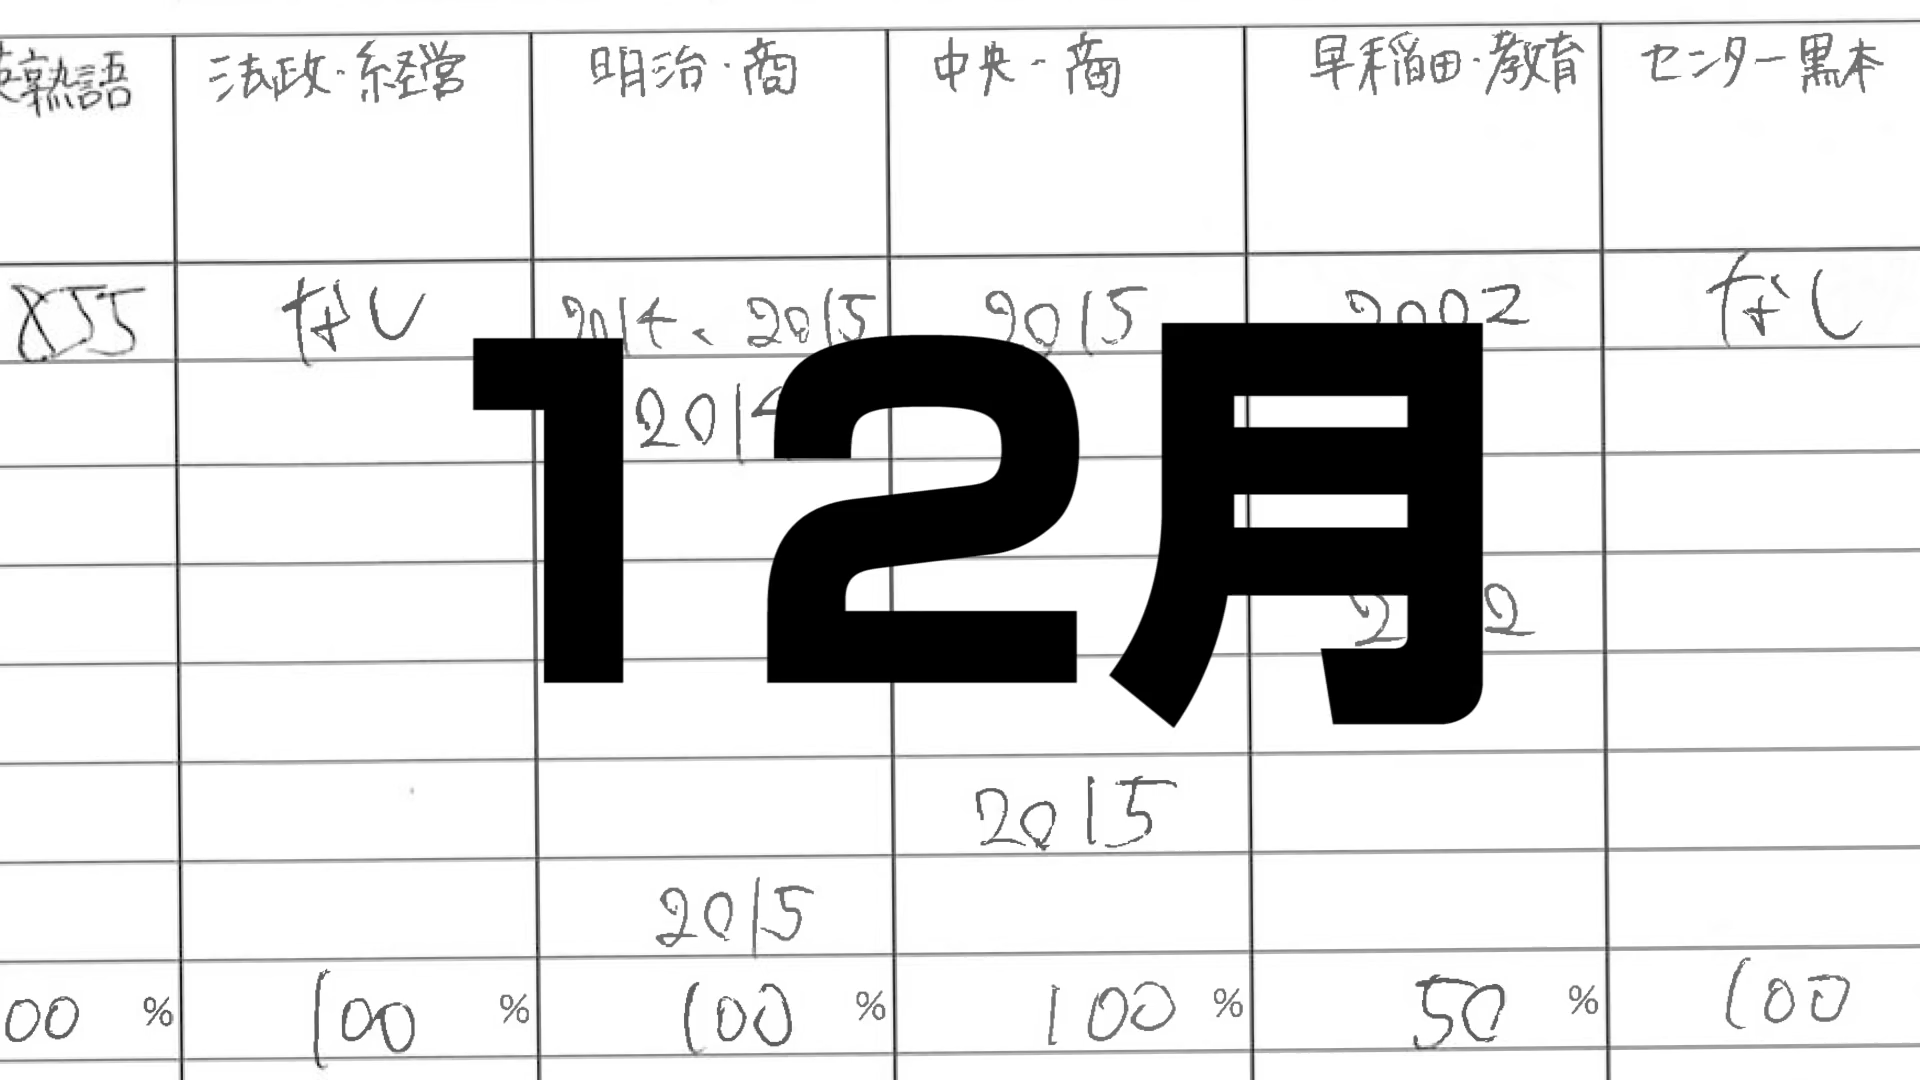 英熟語 法政・経営 明治・商 中央・商 早稲田・教育 センター黒本
855 なし 2014、2015 2015 2002 なし
2014
12月
2015
2015
00 % 100 % 100 % 100 % 50 % 100